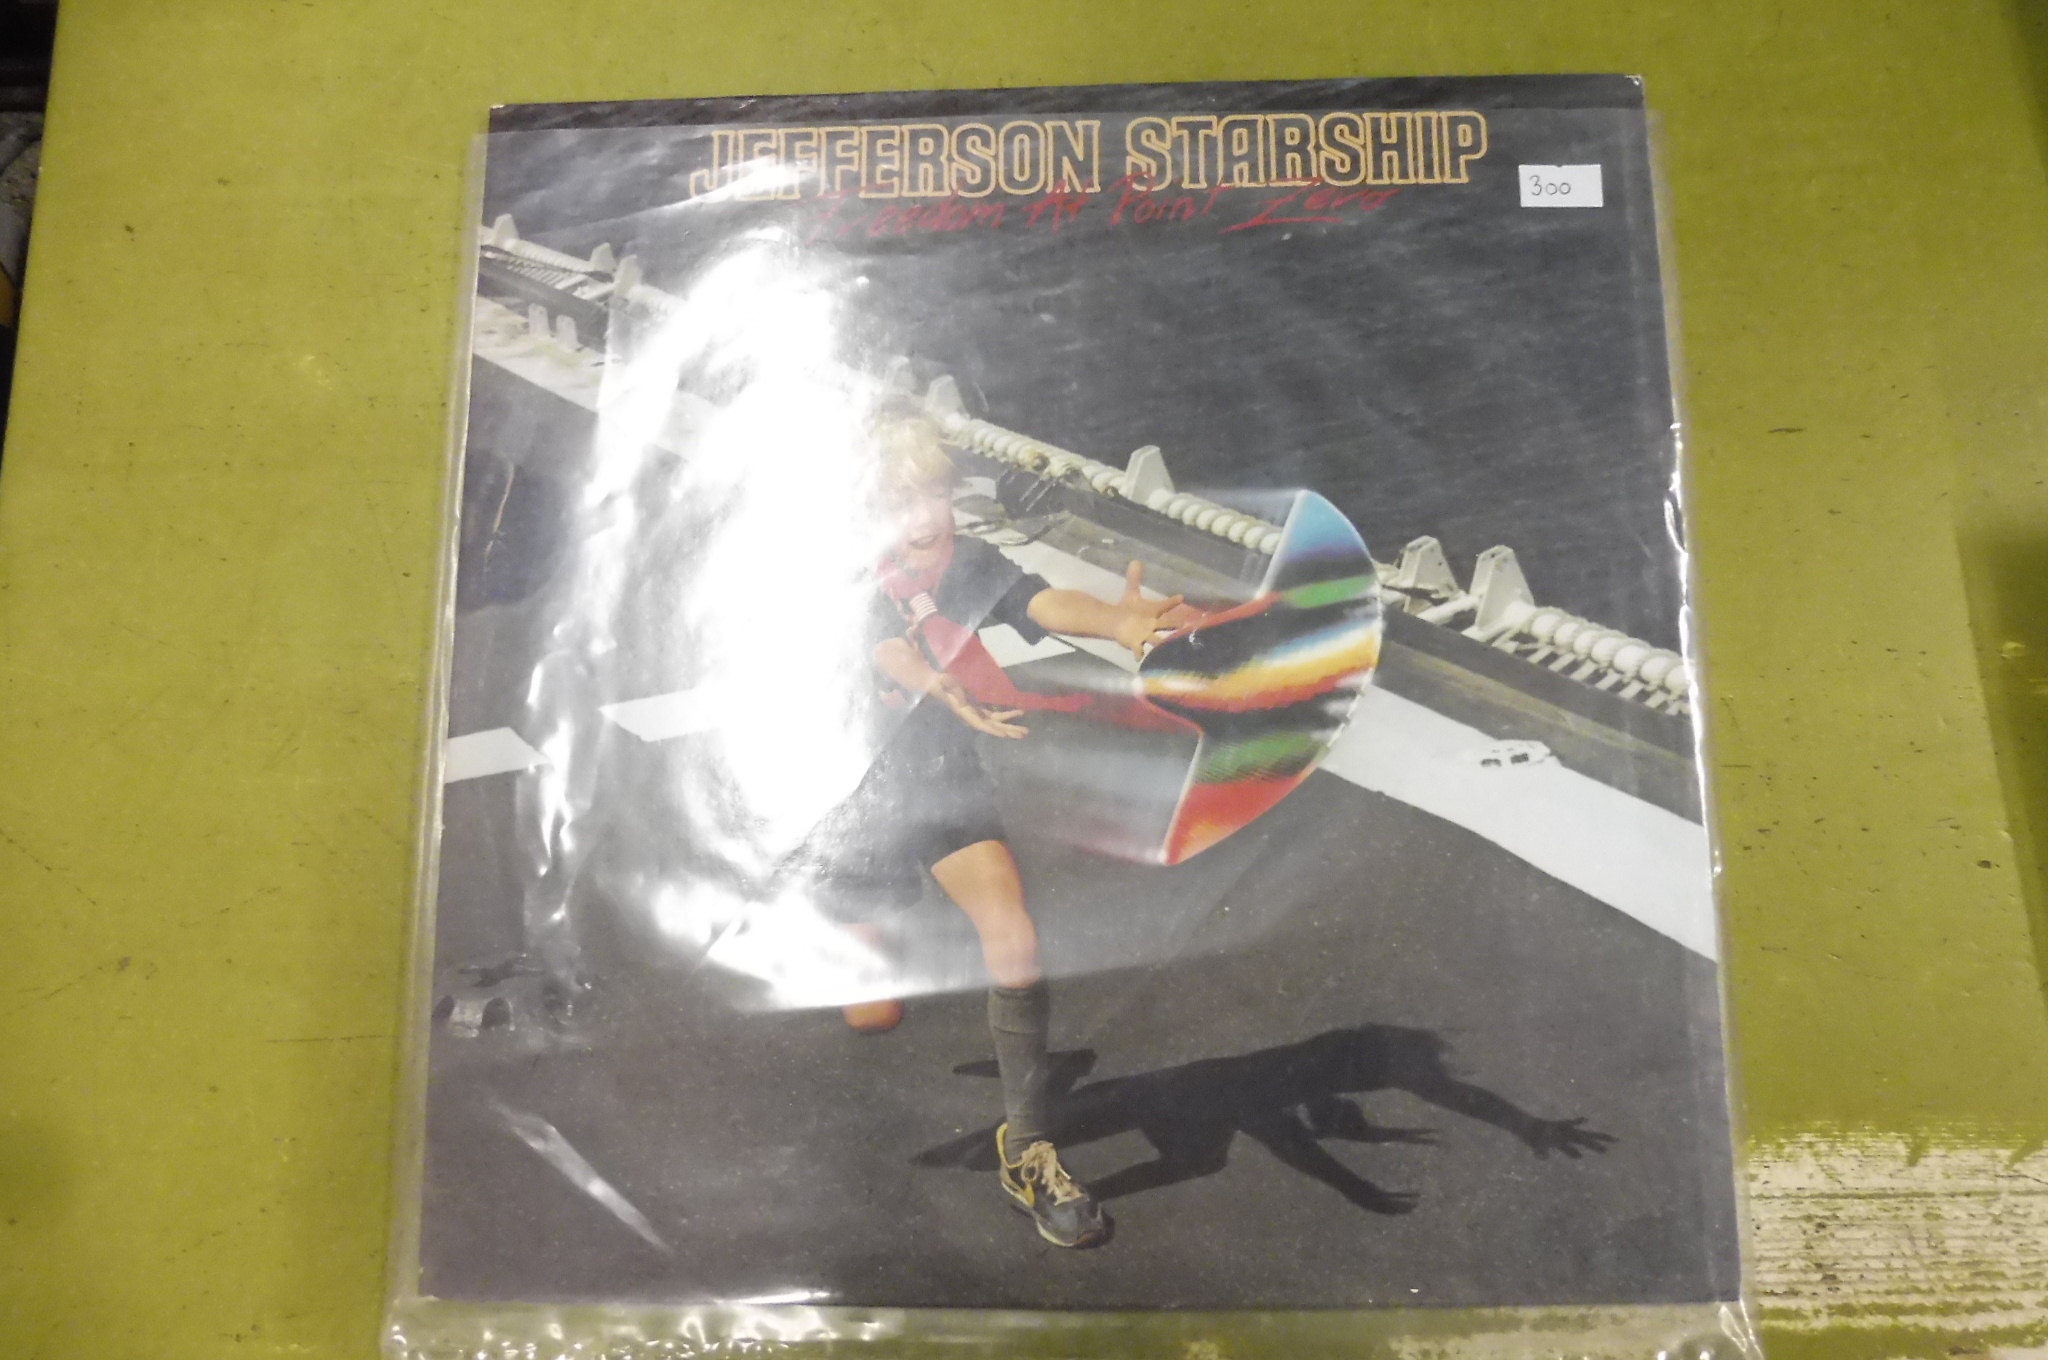 JEFFERSON STARSHIP
Freedom At Point Zero
300